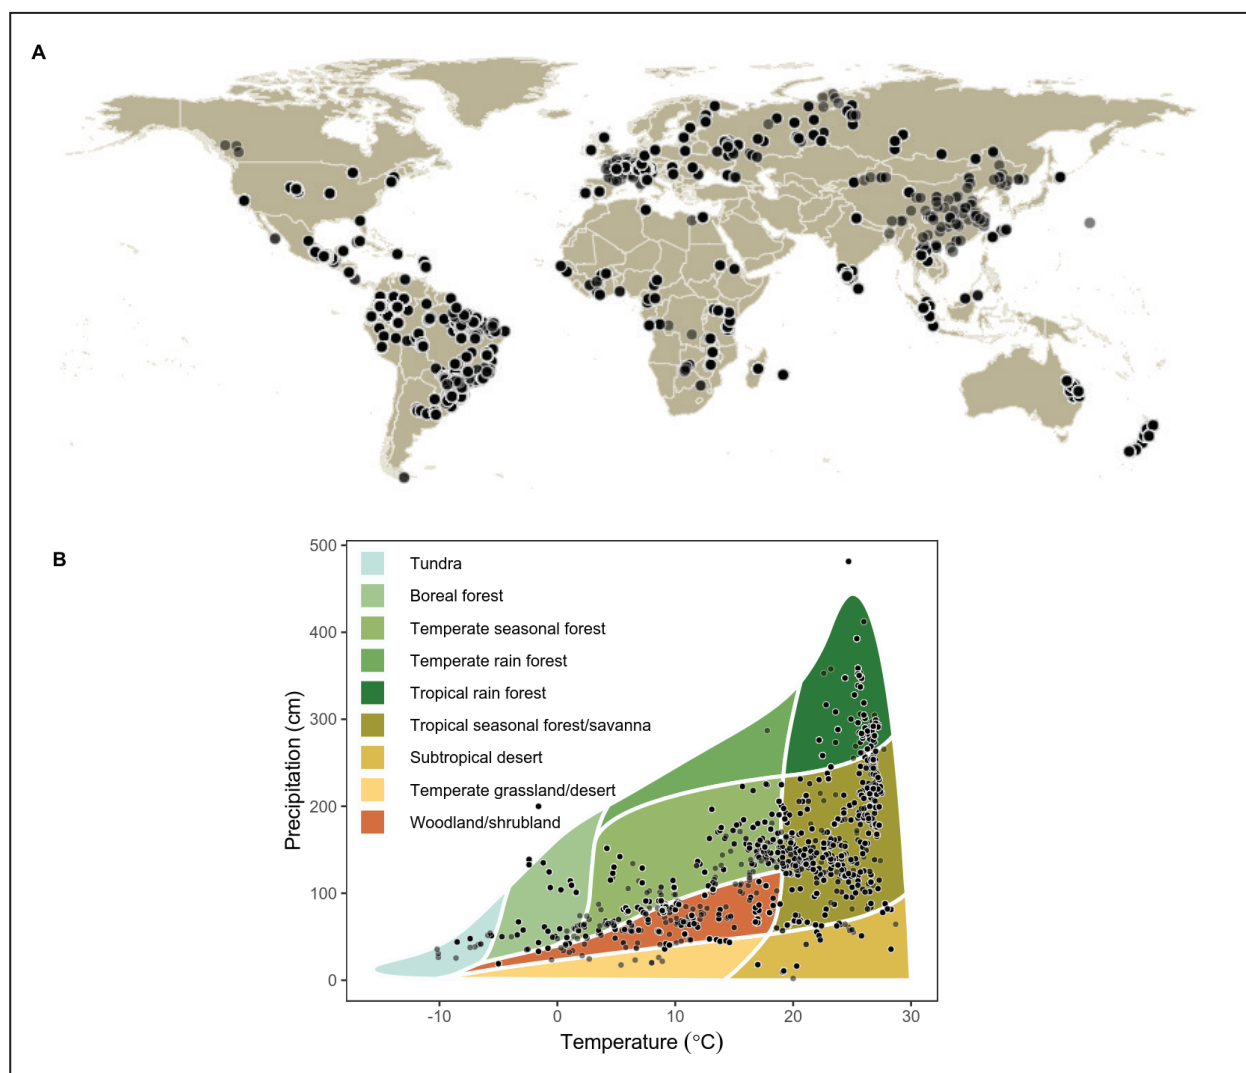 A
B
500
400
300
200
100
0
Precipitation (cm)
Tundra
Boreal forest
Temperate seasonal forest
Temperate rain forest
Tropical rain forest
Tropical seasonal forest/savanna
Subtropical desert
Temperate grassland/desert
Woodland/shrubland
-10 0 10 20 30
Temperature (°C)